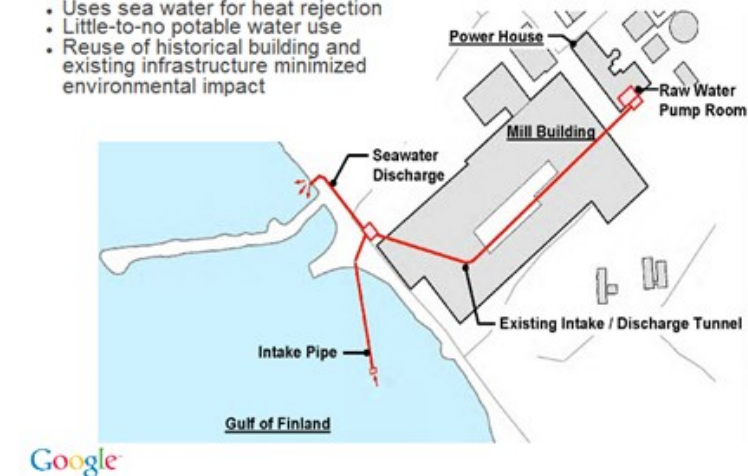 • Uses sea water for heat rejection
• Little-to-no potable water use
• Reuse of historical building and
existing infrastructure minimized
environmental impact
Power House
Raw Water
Pump Room
Mill Building
Seawater
Discharge
Existing Intake / Discharge Tunnel
Intake Pipe
Gulf of Finland
Google